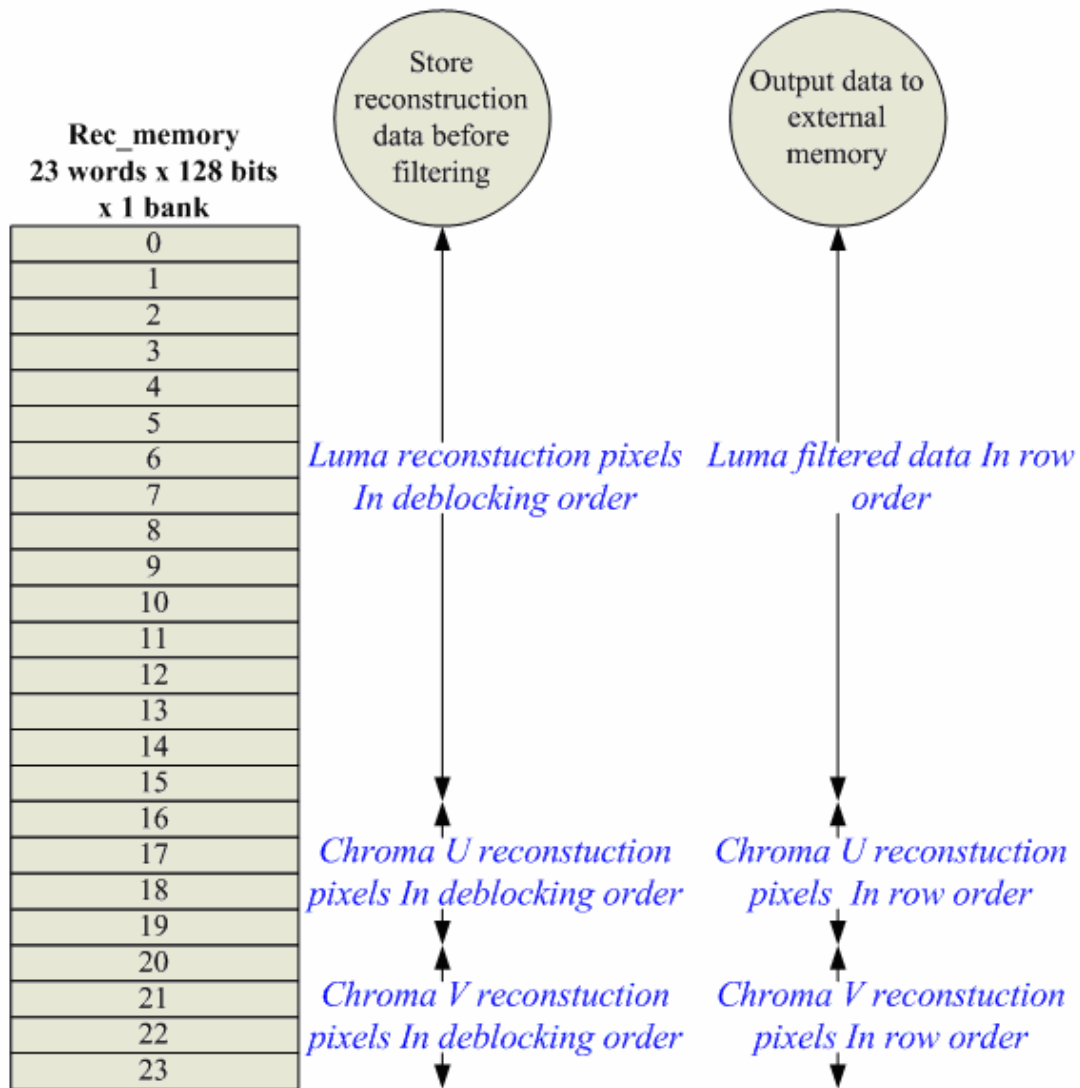 Store
reconstruction
data before
filtering
Output data to
external
memory
Rec_memory
23 words x 128 bits
x 1 bank
0
1
2
3
4
5
6
7
8
9
10
11
12
13
14
15
16
17
18
19
20
21
22
23
Luma reconstuction pixels
In deblocking order
Luma filtered data In row
order
Chroma U reconstuction
pixels In deblocking order
Chroma U reconstuction
pixels In row order
Chroma V reconstuction
pixels In deblocking order
Chroma V reconstuction
pixels In row order